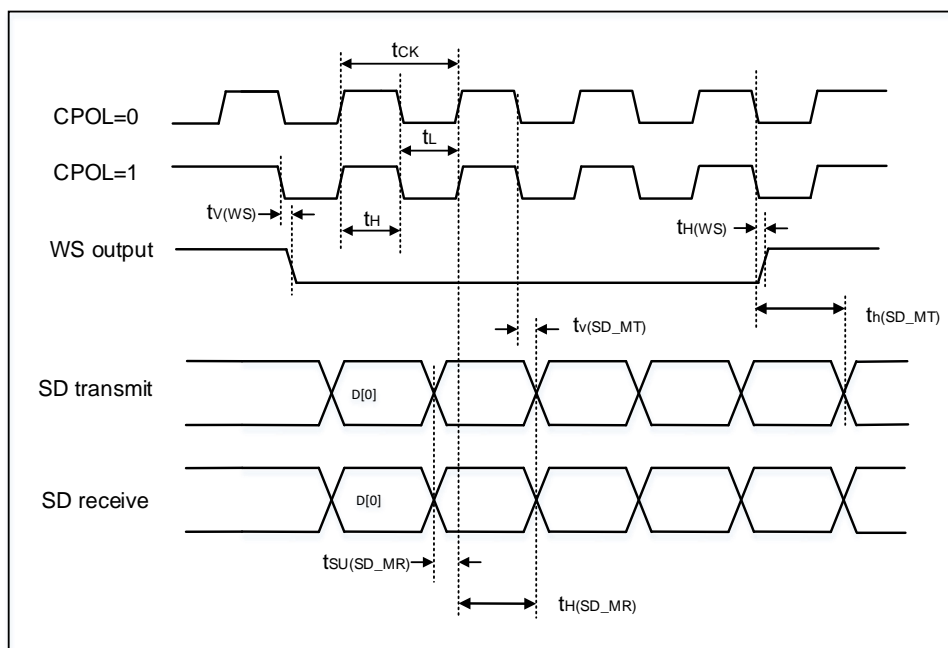 tCK
CPOL=0
tL
CPOL=1
tV(WS)
tH
tH(WS)
WS output
tv(SD_MT)
th(SD_MT)
SD transmit
D[0]
SD receive
D[0]
tSU(SD_MR)
tH(SD_MR)